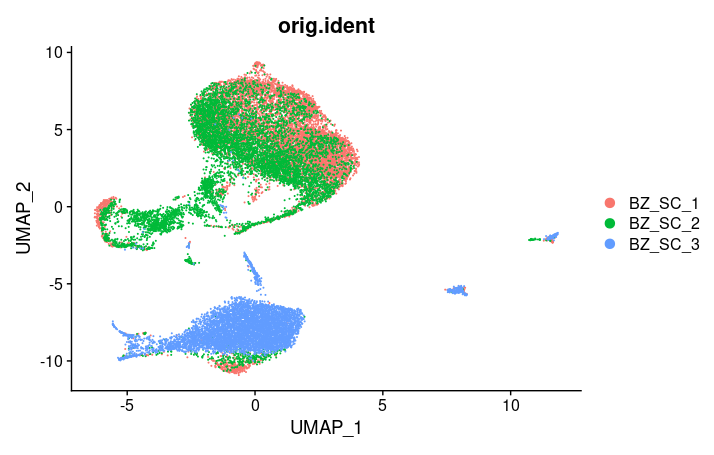 orig.ident
10
5
0
-5
-10
UMAP_2
-5
0
5
10
UMAP_1
BZ_SC_1
BZ_SC_2
BZ_SC_3